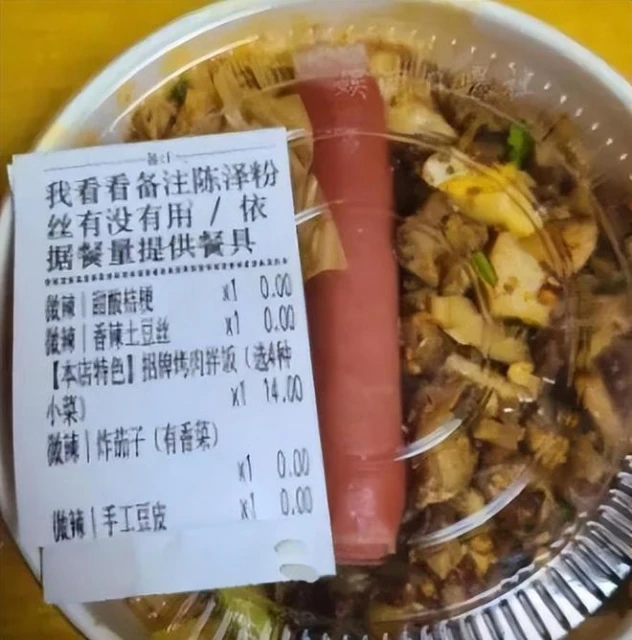 我看看备注陈泽粉
丝有没有用 / 依
据餐量提供餐具
微辣 | 甜酸桔梗 x1 0.00
微辣 | 香辣土豆丝 x1 0.00
【本店特色】招牌烤肉拌饭（选4种
小菜） x1 14.00
微辣 | 炸茄子（有香菜）
x1 0.00
微辣 | 手工豆皮 x1 0.00